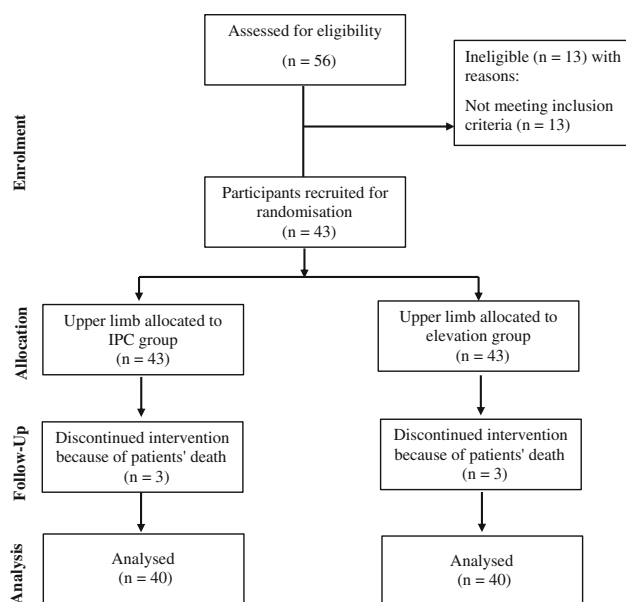 Assessed for eligibility
(n = 56)
Ineligible (n = 13) with
reasons:
Not meeting inclusion
criteria (n = 13)
Enrolment
Participants recruited for
randomisation
(n = 43)
Allocation
Upper limb allocated to
IPC group
(n = 43)
Upper limb allocated to
elevation group
(n = 43)
Follow-Up
Discontinued intervention
because of patients' death
(n = 3)
Discontinued intervention
because of patients' death
(n = 3)
Analysis
Analysed
(n = 40)
Analysed
(n = 40)